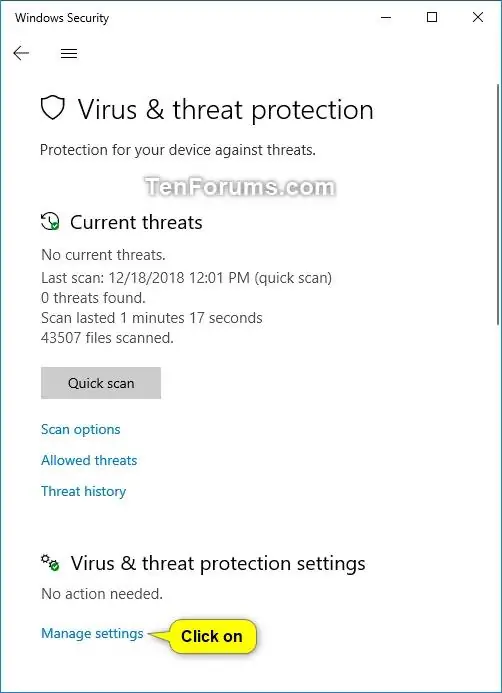 Windows Security
Virus & threat protection
Protection for your device against threats.
TenForums.com
Current threats
No current threats.
Last scan: 12/18/2018 12:01 PM (quick scan)
0 threats found.
Scan lasted 1 minutes 17 seconds
43507 files scanned.
Quick scan
Scan options
Allowed threats
Threat history
Virus & threat protection settings
No action needed.
Manage settings
Click on